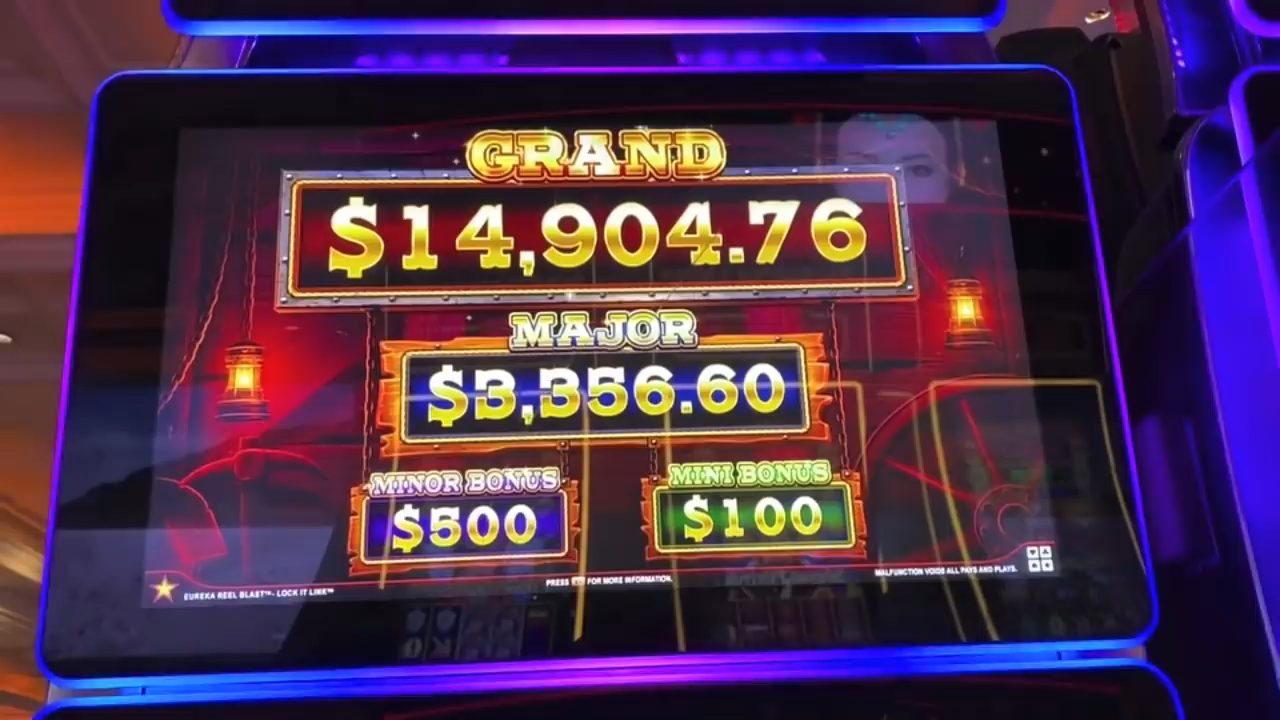 GRAND
$14,904.76
MAJOR
$3,356.60
MINOR BONUS
$500
MINI BONUS
$100
EUREKA REEL BLAST™- LOCK IT LINK™
PRESS FOR MORE INFORMATION.
MALFUNCTION VOIDS ALL PAYS AND PLAYS.